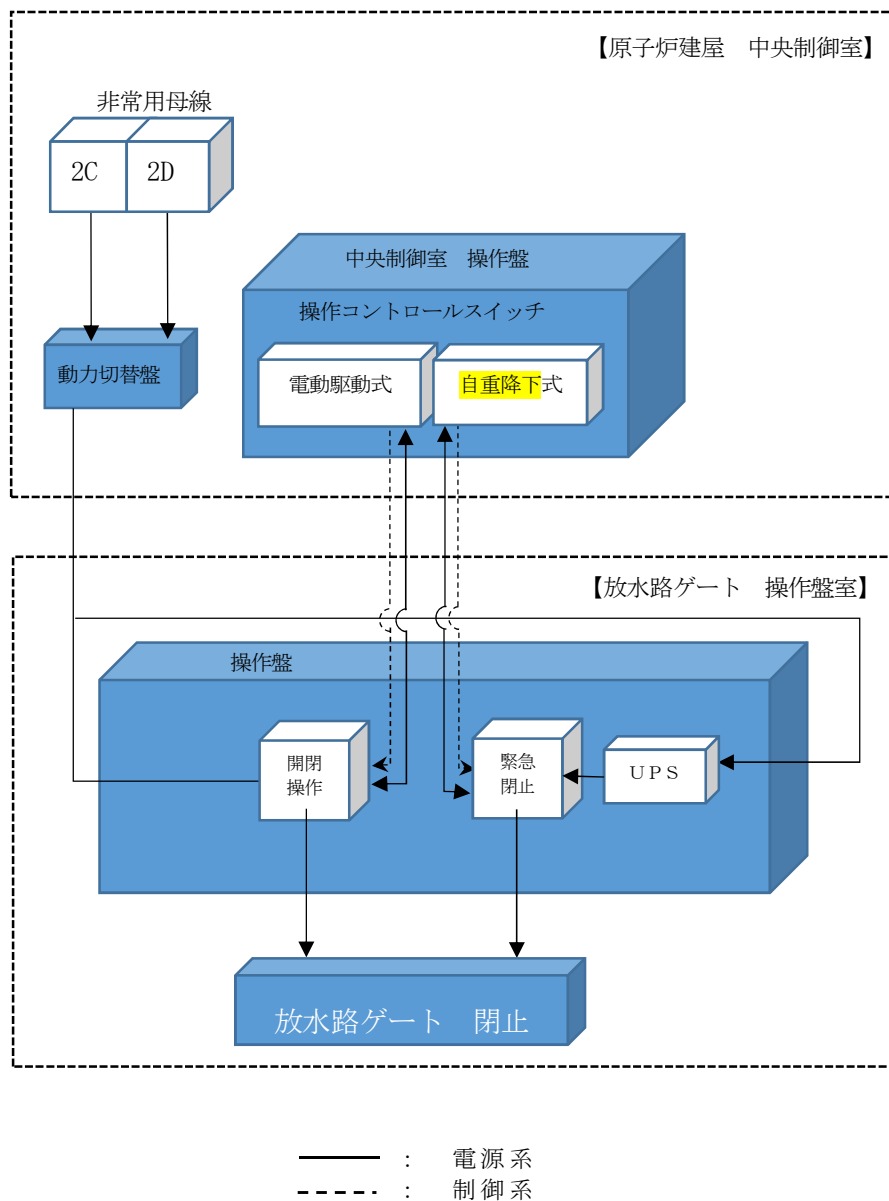 【原子炉建屋　中央制御室】
非常用母線
2C
2D
中央制御室　操作盤
操作コントロールスイッチ
動力切替盤
電動駆動式
自重降下式
【放水路ゲート　操作盤室】
操作盤
開閉
操作
緊急
閉止
ＵＰＳ
放水路ゲート　閉止
：　電源系
：　制御系